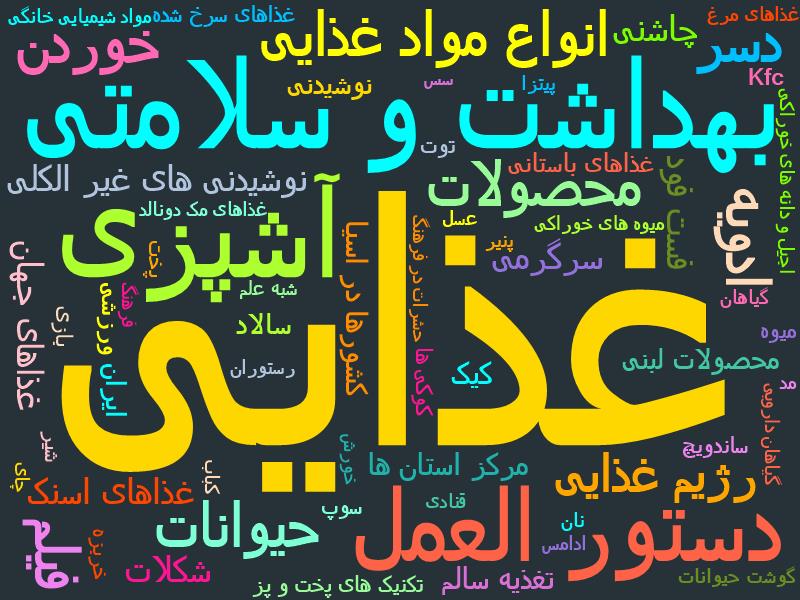 غذاهای مرغ
غذاهای سرخ شده
مواد شیمیایی خانگی
انواع مواد غذایی
چاشنی
دسر
خوردن
Kfc
پیتزا
سس
نوشیدنی
آجیل و دانه های خوراکی
بهداشت و سلامتی
توت
غذاهای باستانی
فست فود
نوشیدنی های غیر الکلی
محصولات
ادویه
غذاهای مک دونالد
عسل
میوه های خوراکی
آشپزی
کشورها در آسیا
حشرات در فرهنگ
پنیر
سرگرمی
پخت
غذاهای جهان
گیاهان
شبه علم
فرهنگ
ایران ورزشی
بازی
سالاد
میوه
غذایی
محصولات لبنی
رستوران
کیک
کوکی ها
مد
گیاهان دارویی
ساندویچ
شیر
خورش
مرکز استان ها
رژیم غذایی
کباب
چای
غذاهای اسنک
قنادی
سوپ
دستور العمل
نان
حیوانات
فیلم
خربزه
آدامس
شکلات
گوشت حیوانات
تغذیه سالم
تکنیک های پخت و پز